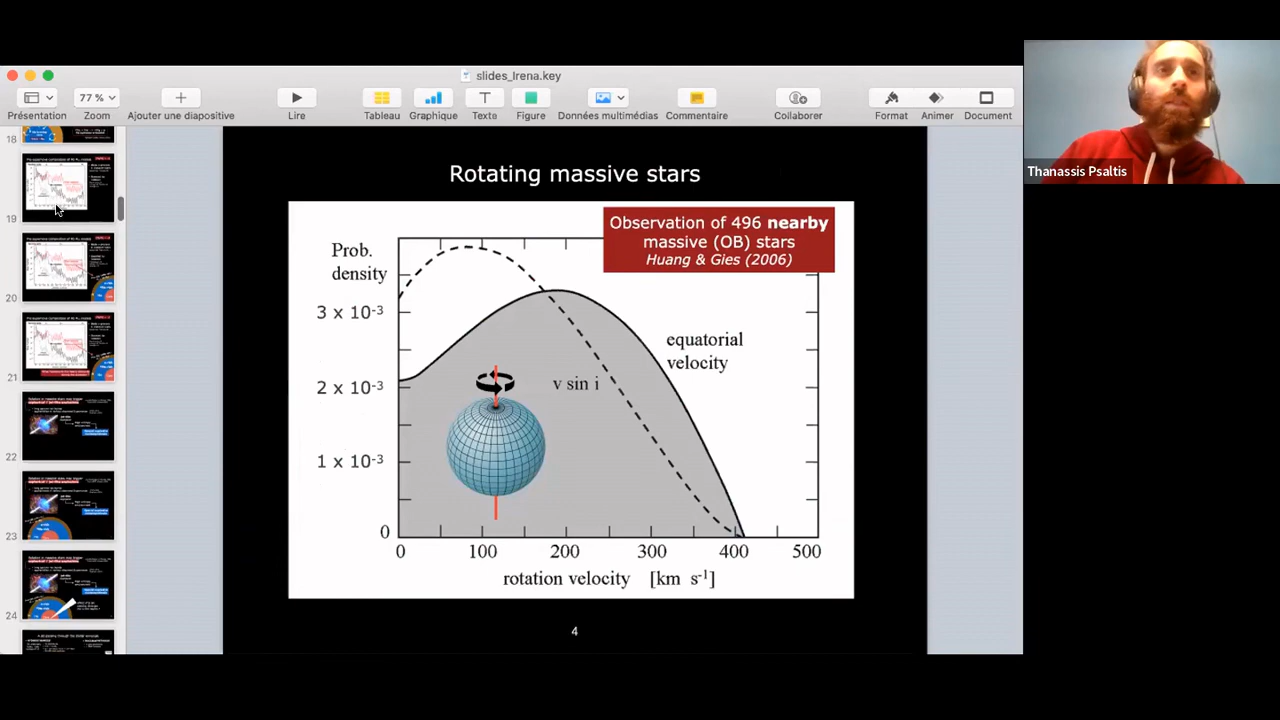 slides_Irena.key
77 %
Présentation
Zoom
Ajouter une diapositive
Lire
Tableau
Graphique
Texte
Figure
Données multimédias
Commentaire
Collaborer
Format
Animer
Document
18
19
20
21
22
23
24
Rotating massive stars
Observation of 496 nearby
massive (OB) stars
Huang & Gies (2006)
Prob.
density
3 x 10⁻³
2 x 10⁻³
1 x 10⁻³
0
equatorial
velocity
v sin i
0 100 200 300 400 500
rotation velocity [km s⁻¹]
4
Thanassis Psaltis